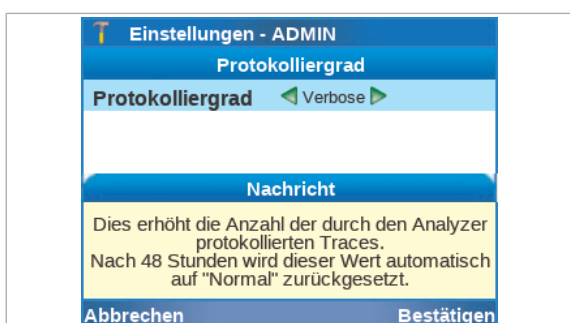 Einstellungen - ADMIN
Protokolliergrad
Protokolliergrad Verbose
Nachricht
Dies erhöht die Anzahl der durch den Analyzer
protokollierten Traces.
Nach 48 Stunden wird dieser Wert automatisch
auf "Normal" zurückgesetzt.
Abbrechen Bestätigen